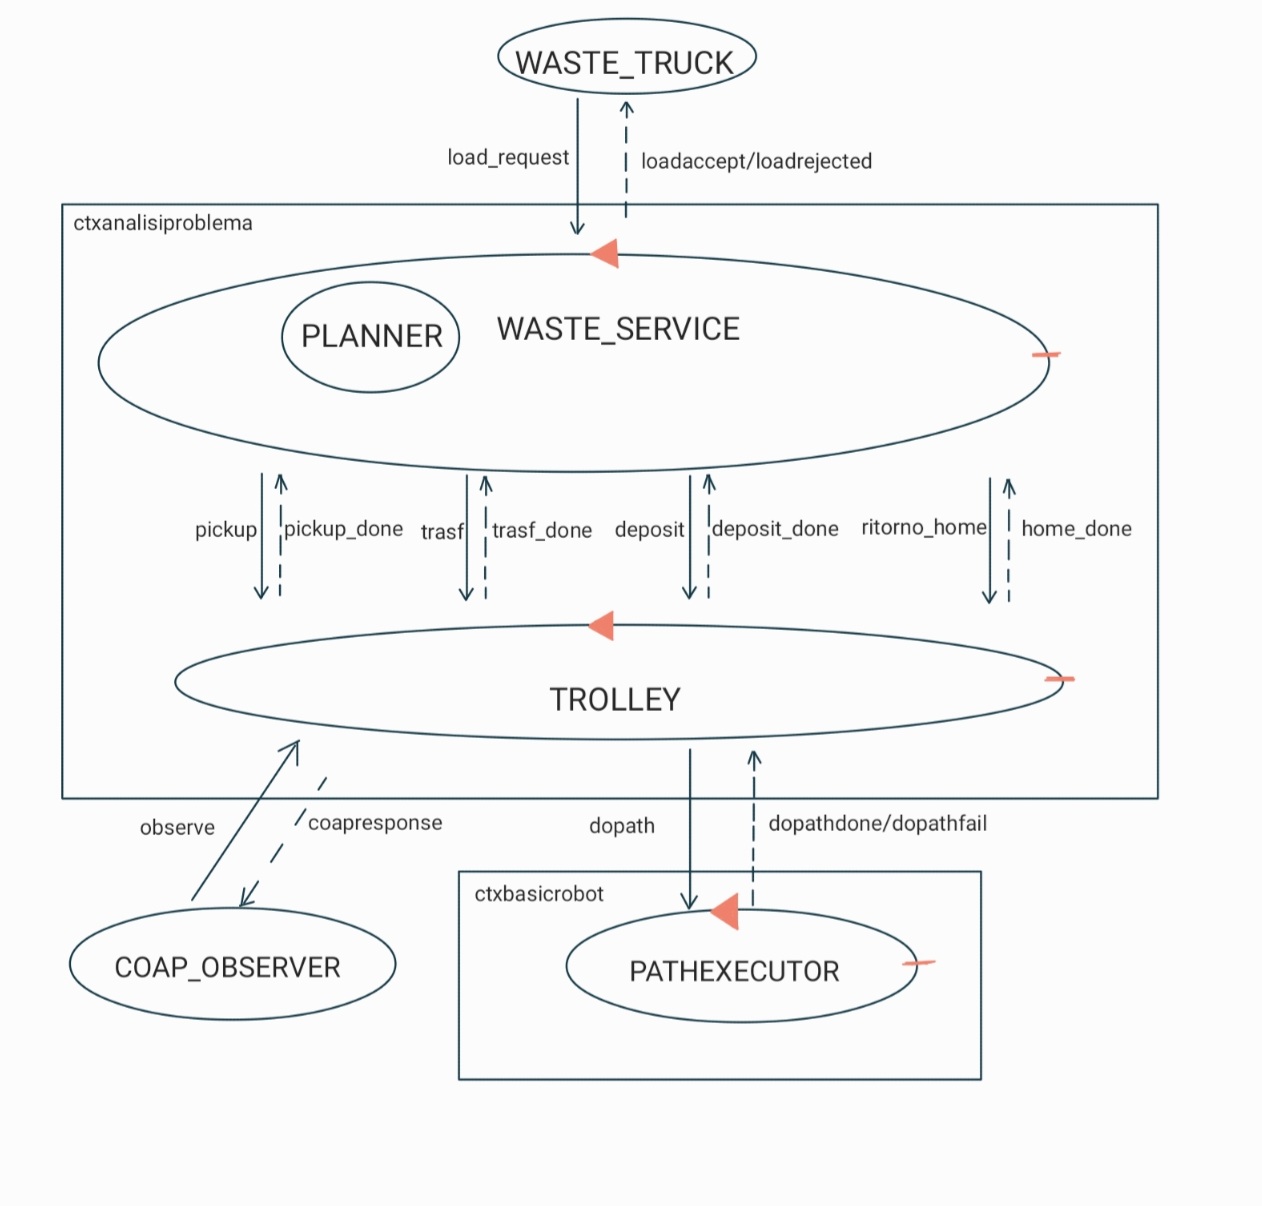 WASTE_TRUCK
load_request
loadaccept/loadrejected
ctxanalisiproblema
PLANNER
WASTE_SERVICE
pickup
pickup_done
trasf
trasf_done
deposit
deposit_done
ritorno_home
home_done
TROLLEY
observe
coapresponse
dopath
dopathdone/dopathfail
ctxbasicrobot
COAP_OBSERVER
PATHEXECUTOR